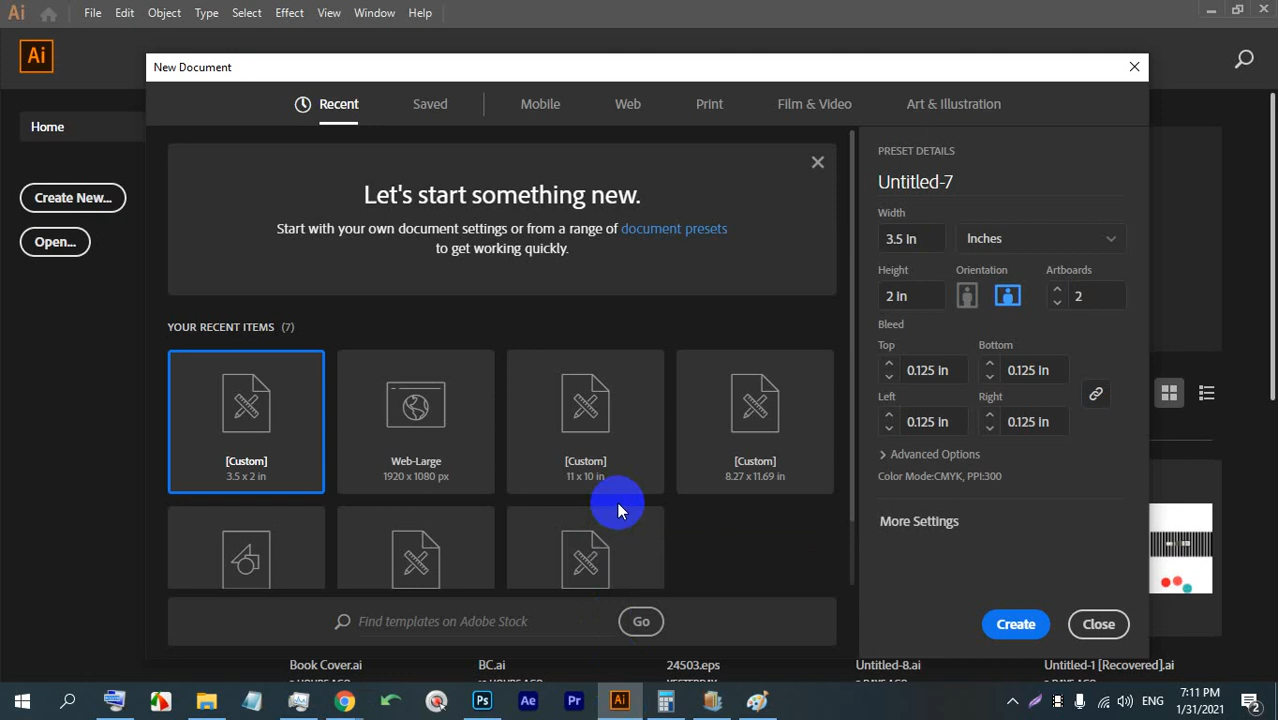 Ai File Edit Object Type Select Effect View Window Help
Ai
New Document
Recent Saved Mobile Web Print Film & Video Art & Illustration
Home
Create New...
Open...
Let's start something new.
Start with your own document settings or from a range of document presets
to get working quickly.
YOUR RECENT ITEMS (7)
[Custom]
3.5 x 2 in
Web-Large
1920 x 1080 px
[Custom]
11 x 10 in
[Custom]
8.27 x 11.69 in
Find templates on Adobe Stock Go
PRESET DETAILS
Untitled-7
Width
3.5 in Inches
Height Orientation Artboards
2 in 2
Bleed
Top Bottom
0.125 in 0.125 in
Left Right
0.125 in 0.125 in
Advanced Options
Color Mode:CMYK, PPI:300
More Settings
Create Close
Book Cover.ai BC.ai 24503.eps Untitled-8.ai Untitled-1 [Recovered].ai
Ps Ae Pr Ai
ENG
7:11 PM
1/31/2021
2